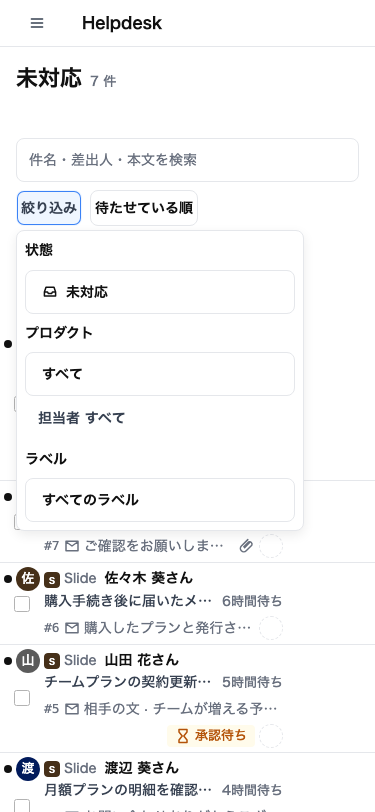 Helpdesk
未対応 7 件
件名・差出人・本文を検索
絞り込み 待たせている順
状態
未対応
プロダクト
すべて
担当者 すべて
ラベル
すべてのラベル
#7 ご確認をお願いしま…
佐 s Slide 佐々木 葵さん
購入手続き後に届いたメ… 6時間待ち
#6 購入したプランと発行さ…
山 s Slide 山田 花さん
チームプランの契約更新… 5時間待ち
#5 相手の文 · チームが増える予…
承認待ち
渡 s Slide 渡辺 葵さん
月額プランの明細を確認… 4時間待ち